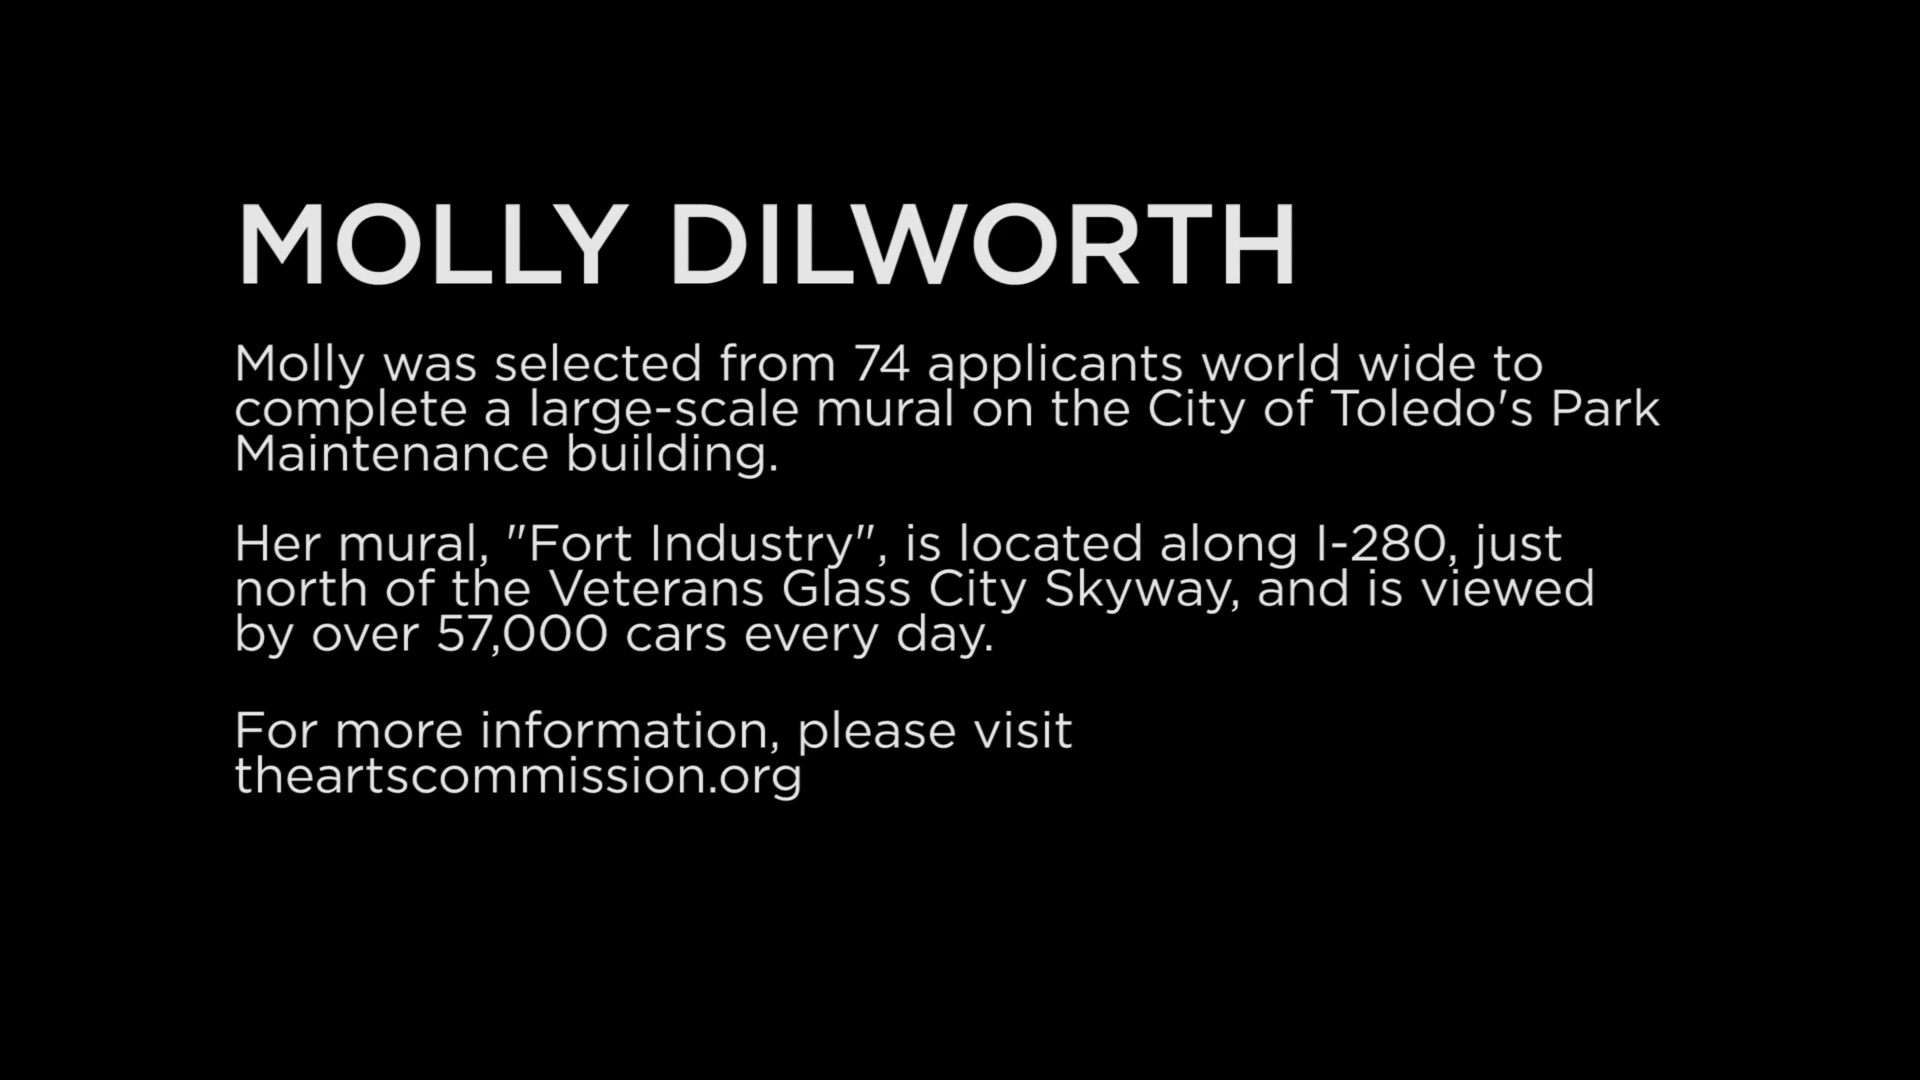 MOLLY DILWORTH
Molly was selected from 74 applicants world wide to
complete a large-scale mural on the City of Toledo's Park
Maintenance building.
Her mural, "Fort Industry", is located along I-280, just
north of the Veterans Glass City Skyway, and is viewed
by over 57,000 cars every day.
For more information, please visit
theartscommission.org